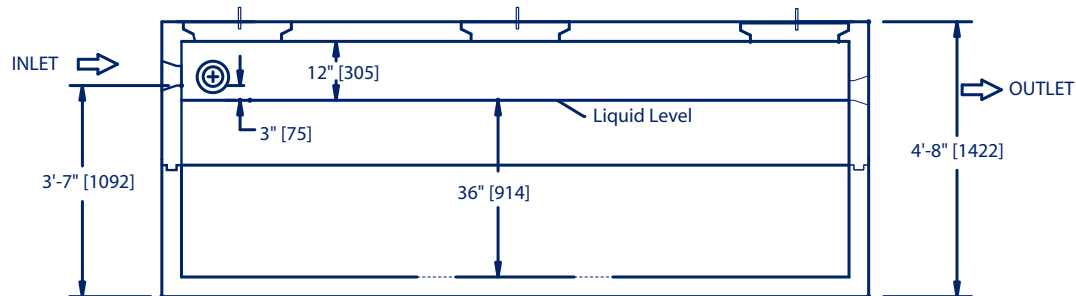 INLET
12" [305]
OUTLET
Liquid Level
3" [75]
4'-8" [1422]
3'-7" [1092]
36" [914]